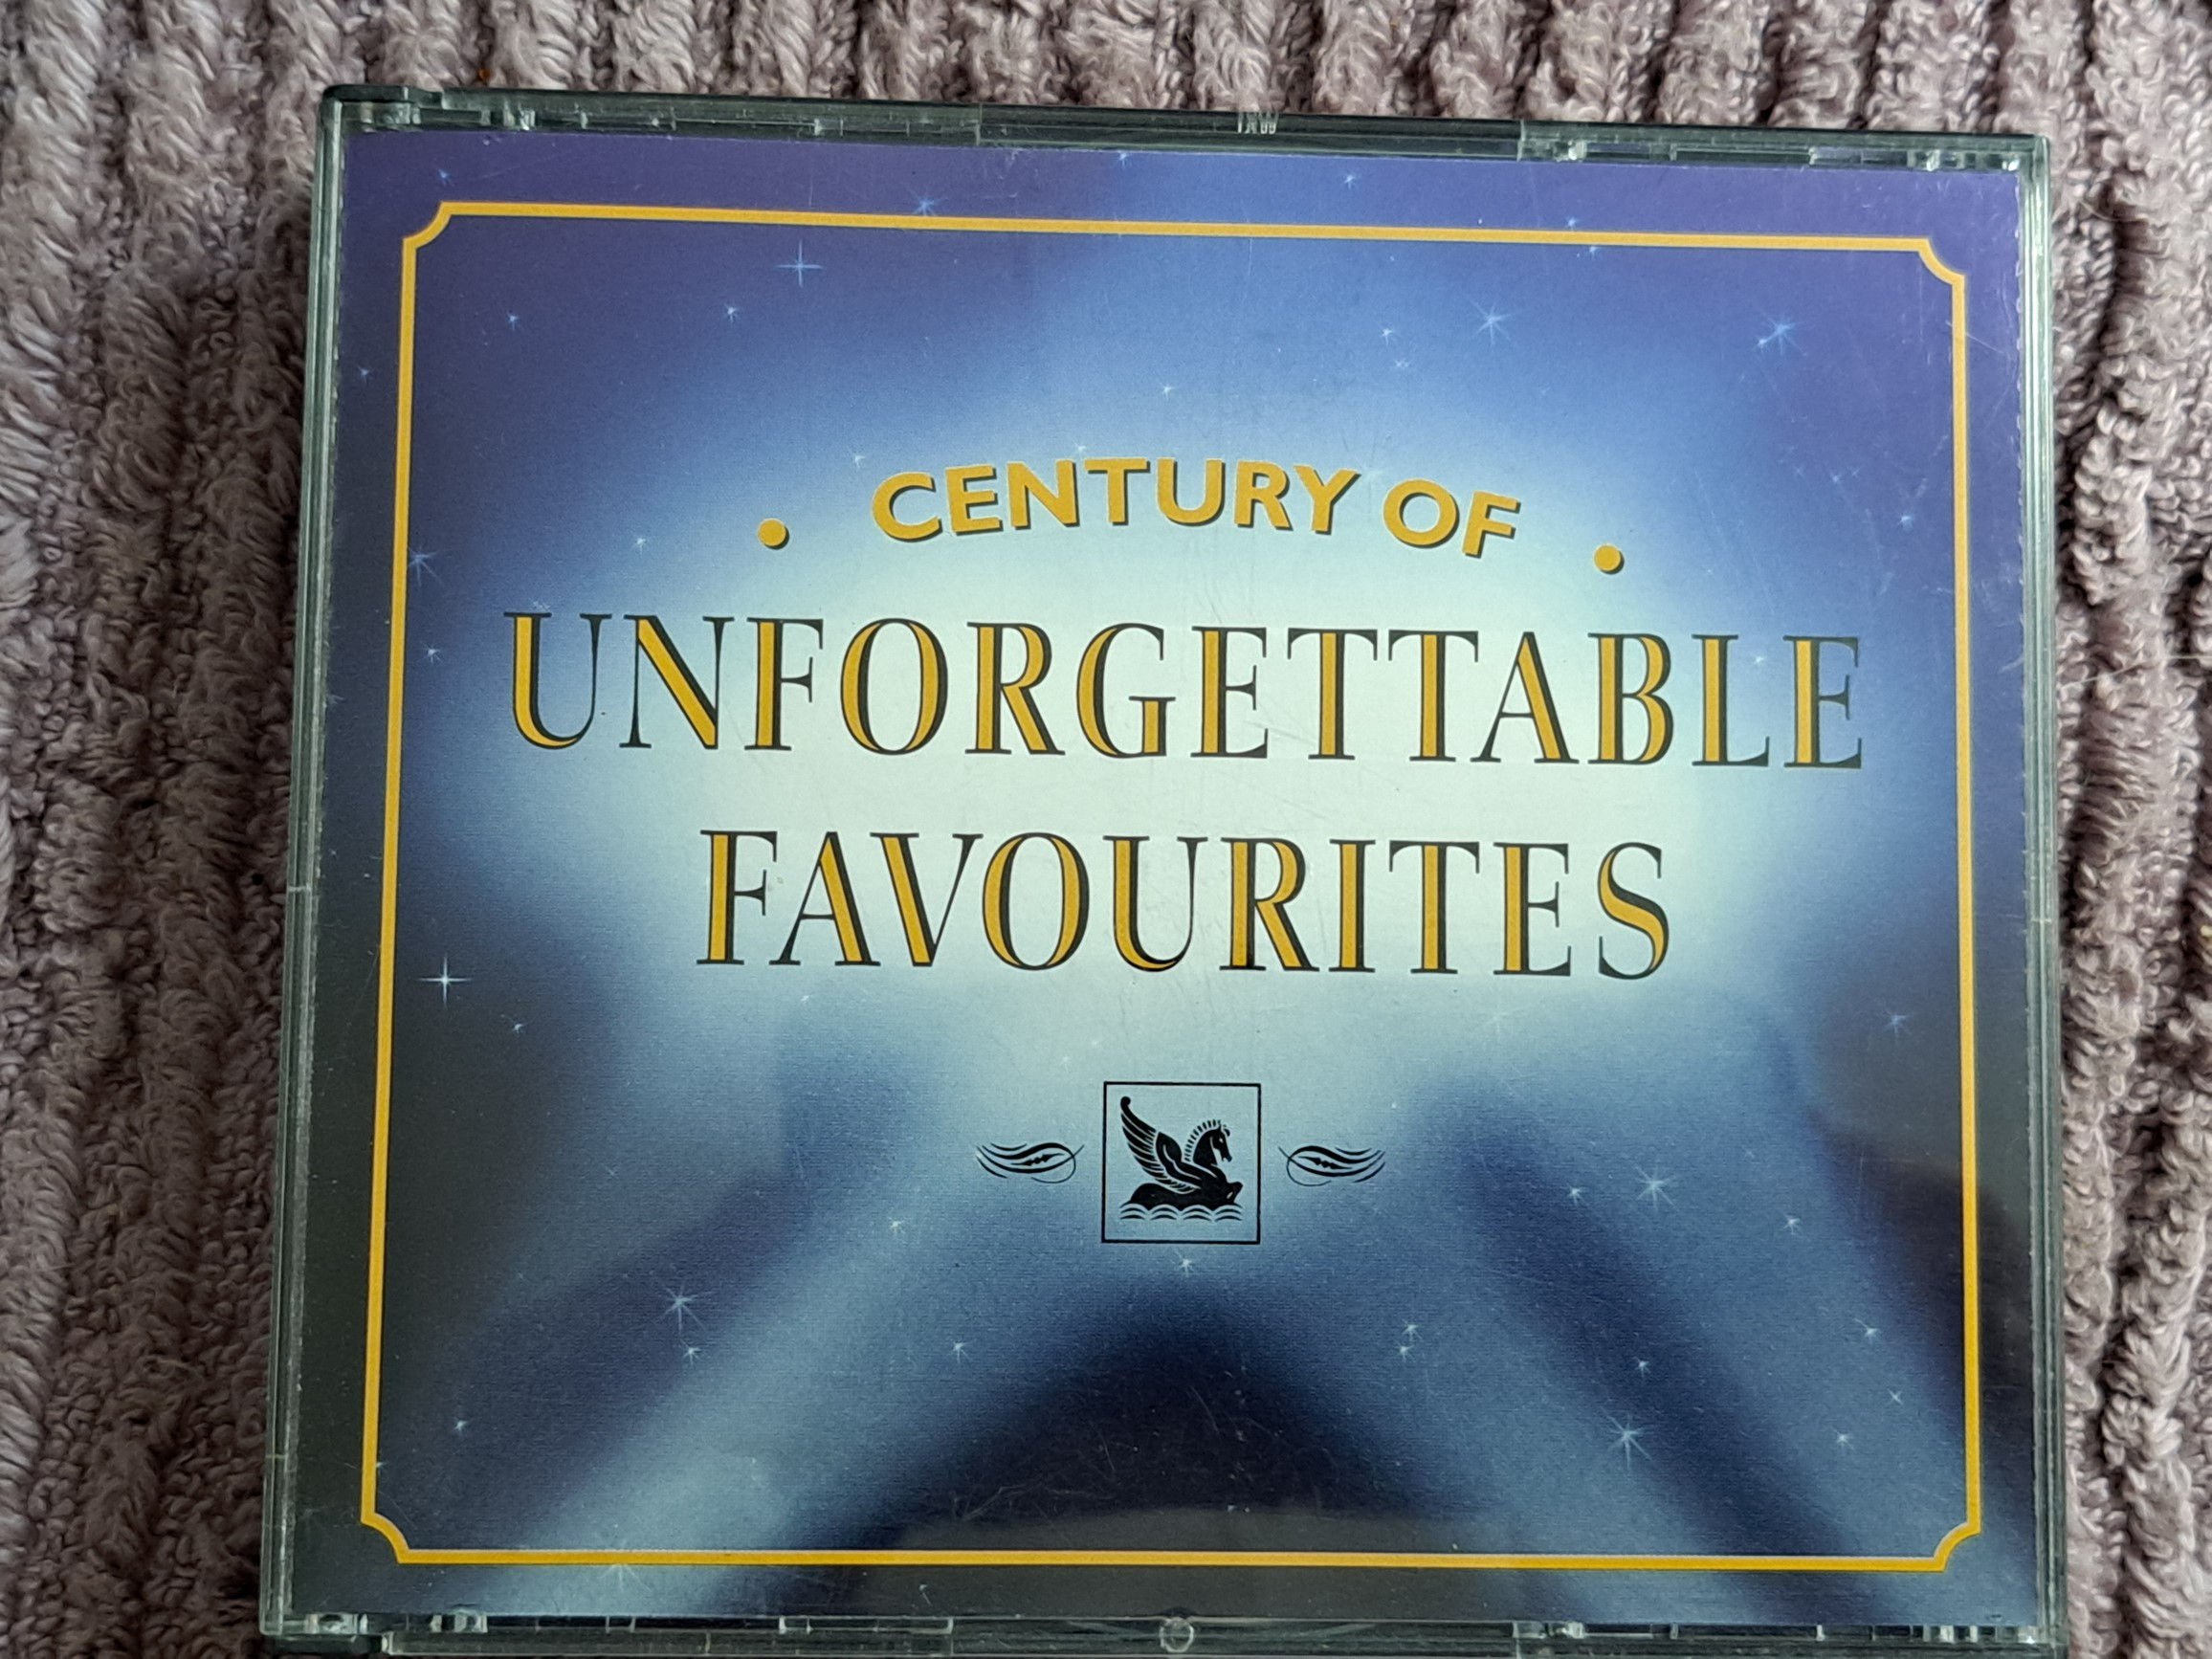 • CENTURY OF •
UNFORGETTABLE
FAVOURITES